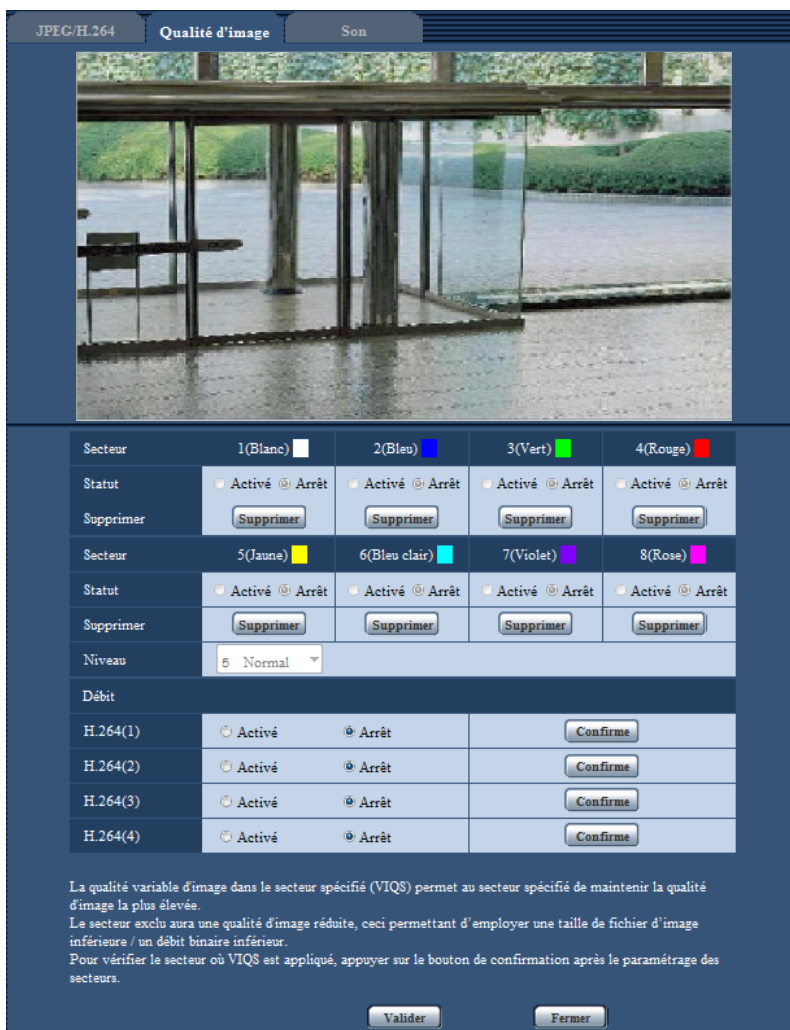 JPEG/H.264 Qualité d'image Son
Secteur 1(Blanc) 2(Bleu) 3(Vert) 4(Rouge)
Statut Activé Arrêt Activé Arrêt Activé Arrêt Activé Arrêt
Supprimer Supprimer Supprimer Supprimer Supprimer
Secteur 5(Jaune) 6(Bleu clair) 7(Violet) 8(Rose)
Statut Activé Arrêt Activé Arrêt Activé Arrêt Activé Arrêt
Supprimer Supprimer Supprimer Supprimer Supprimer
Niveau 5 Normal
Débit
H.264(1) Activé Arrêt Confirme
H.264(2) Activé Arrêt Confirme
H.264(3) Activé Arrêt Confirme
H.264(4) Activé Arrêt Confirme
La qualité variable d'image dans le secteur spécifié (VIQS) permet au secteur spécifié de maintenir la qualité
d'image la plus élevée.
Le secteur exclu aura une qualité d'image réduite, ceci permettant d’employer une taille de fichier d’image
inférieure / un débit binaire inférieur.
Pour vérifier le secteur où VIQS est appliqué, appuyer sur le bouton de confirmation après le paramétrage des
secteurs.
Valider Fermer